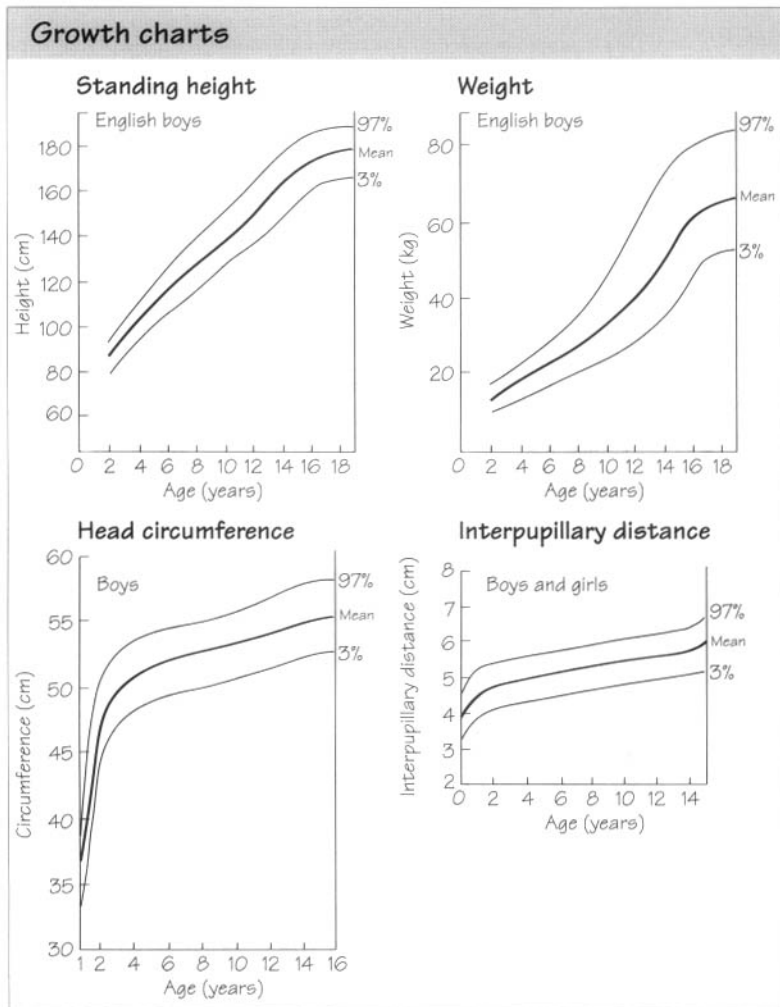 Growth charts
Standing height
English boys
97%
Mean
3%
180
160
140
120
100
80
60
Height (cm)
0 2 4 6 8 10 12 14 16 18
Age (years)
Weight
English boys
97%
Mean
3%
80
60
40
20
Weight (kg)
0 2 4 6 8 10 12 14 16 18
Age (years)
Head circumference
Boys
97%
Mean
3%
60
55
50
45
40
35
30
Circumference (cm)
1 2 4 6 8 10 12 14 16
Age (years)
Interpupillary distance
Boys and girls
97%
Mean
3%
8
7
6
5
4
3
2
Interpupillary distance (cm)
0 2 4 6 8 10 12 14
Age (years)